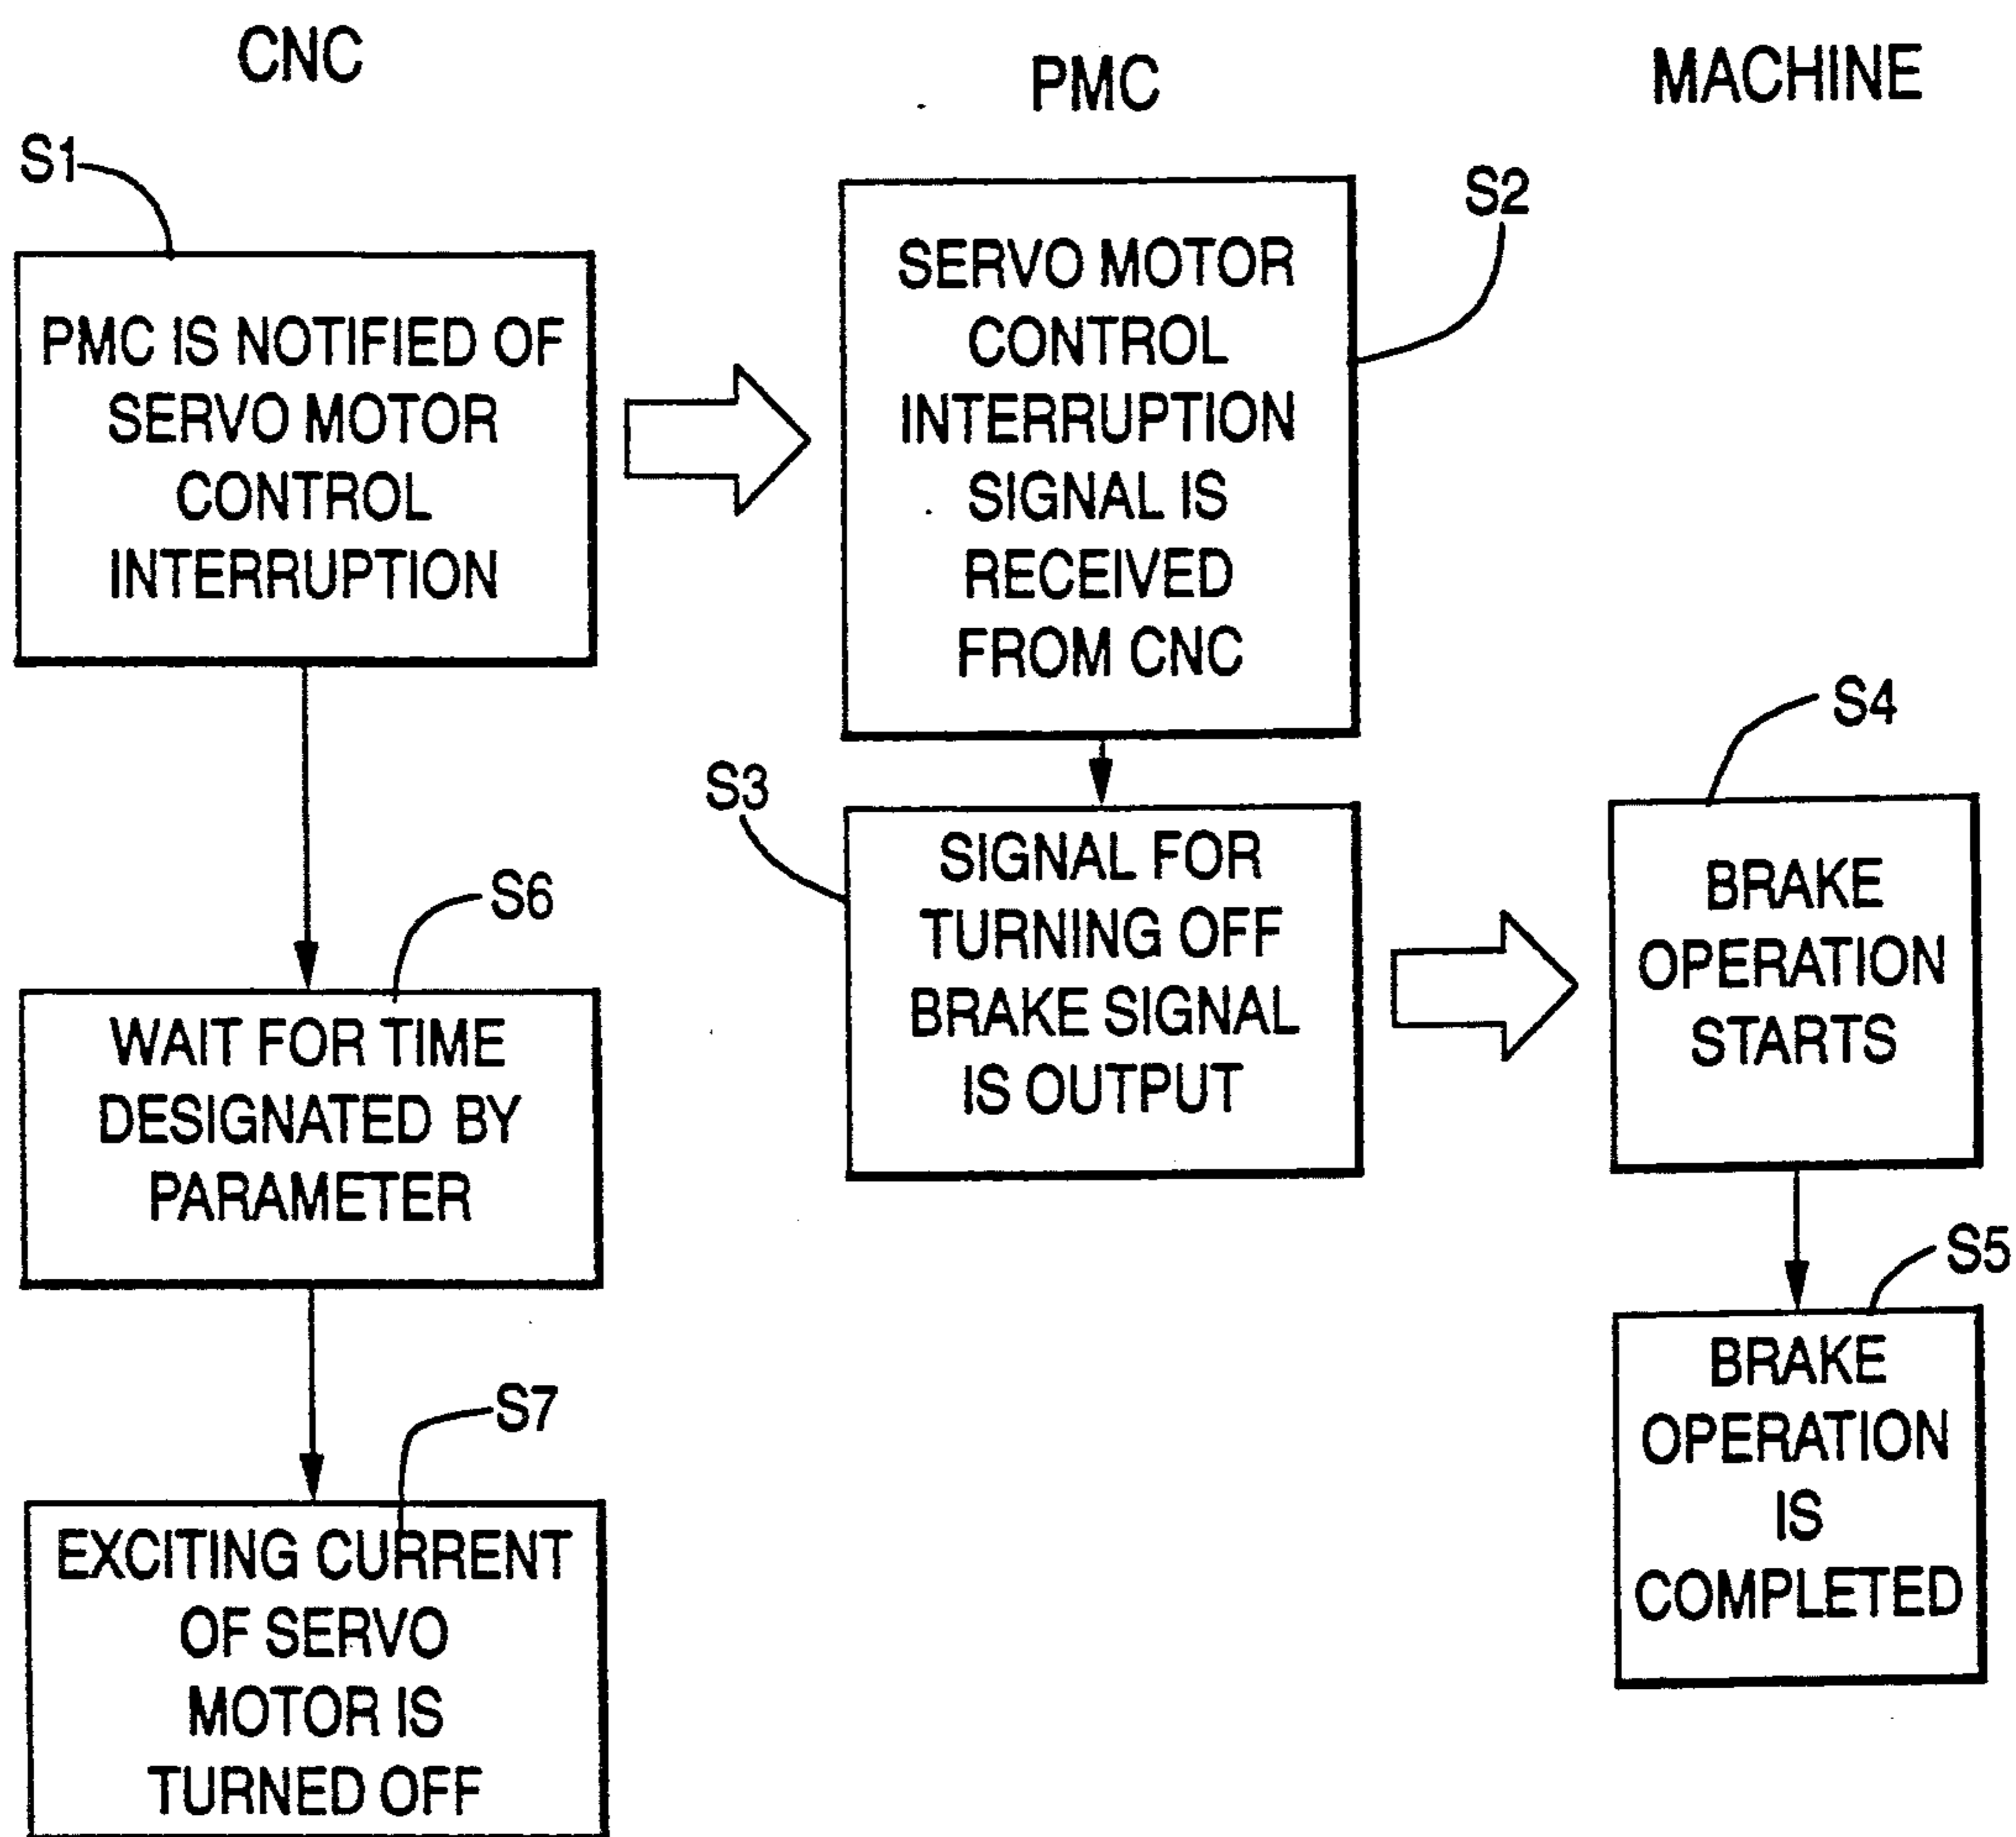 CNC
PMC
MACHINE
S1
PMC IS NOTIFIED OF
SERVO MOTOR
CONTROL
INTERRUPTION
S2
SERVO MOTOR
CONTROL
INTERRUPTION
SIGNAL IS
RECEIVED
FROM CNC
S3
SIGNAL FOR
TURNING OFF
BRAKE SIGNAL
IS OUTPUT
S4
BRAKE
OPERATION
STARTS
S5
BRAKE
OPERATION
IS
COMPLETED
S6
WAIT FOR TIME
DESIGNATED BY
PARAMETER
S7
EXCITING CURRENT
OF SERVO
MOTOR IS
TURNED OFF